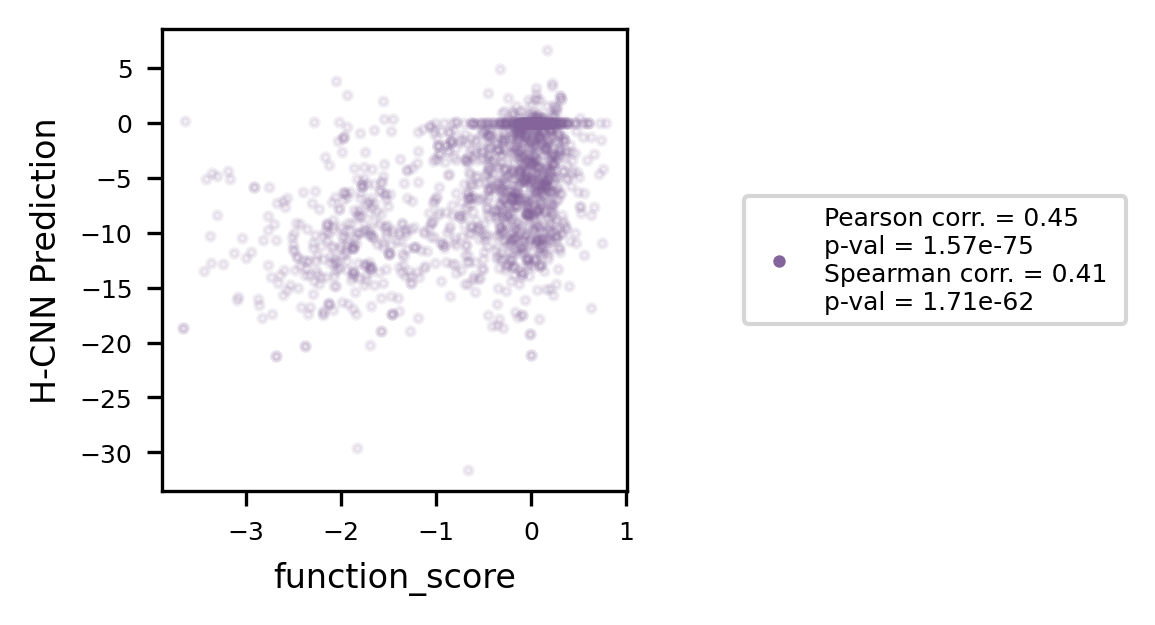 5
0
−5
−10
−15
−20
−25
−30
H-CNN Prediction
−3
−2
−1
0
1
function_score
Pearson corr. = 0.45
p-val = 1.57e-75
Spearman corr. = 0.41
p-val = 1.71e-62